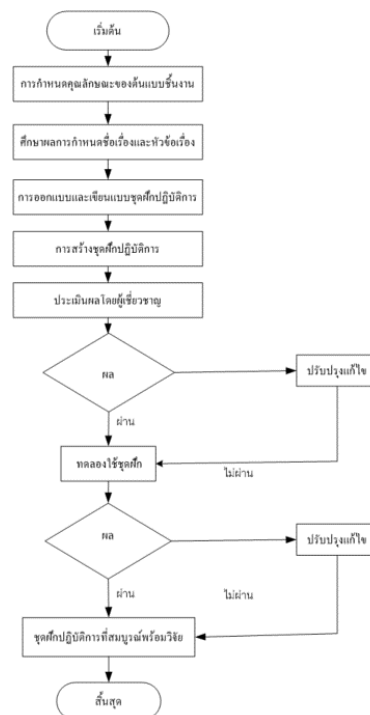 เริ่มต้น
การกำหนดคุณลักษณะของต้นแบบชิ้นงาน
ศึกษาผลการกำหนดชื่อเรื่องและหัวข้อเรื่อง
การออกแบบและเขียนแบบชุดฝึกปฏิบัติการ
การสร้างชุดฝึกปฏิบัติการ
ประเมินผลโดยผู้เชี่ยวชาญ
ผล
ปรับปรุงแก้ไข
ผ่าน
ทดลองใช้ชุดฝึก
ไม่ผ่าน
ผล
ปรับปรุงแก้ไข
ผ่าน
ไม่ผ่าน
ชุดฝึกปฏิบัติการที่สมบูรณ์พร้อมวิจัย
สิ้นสุด